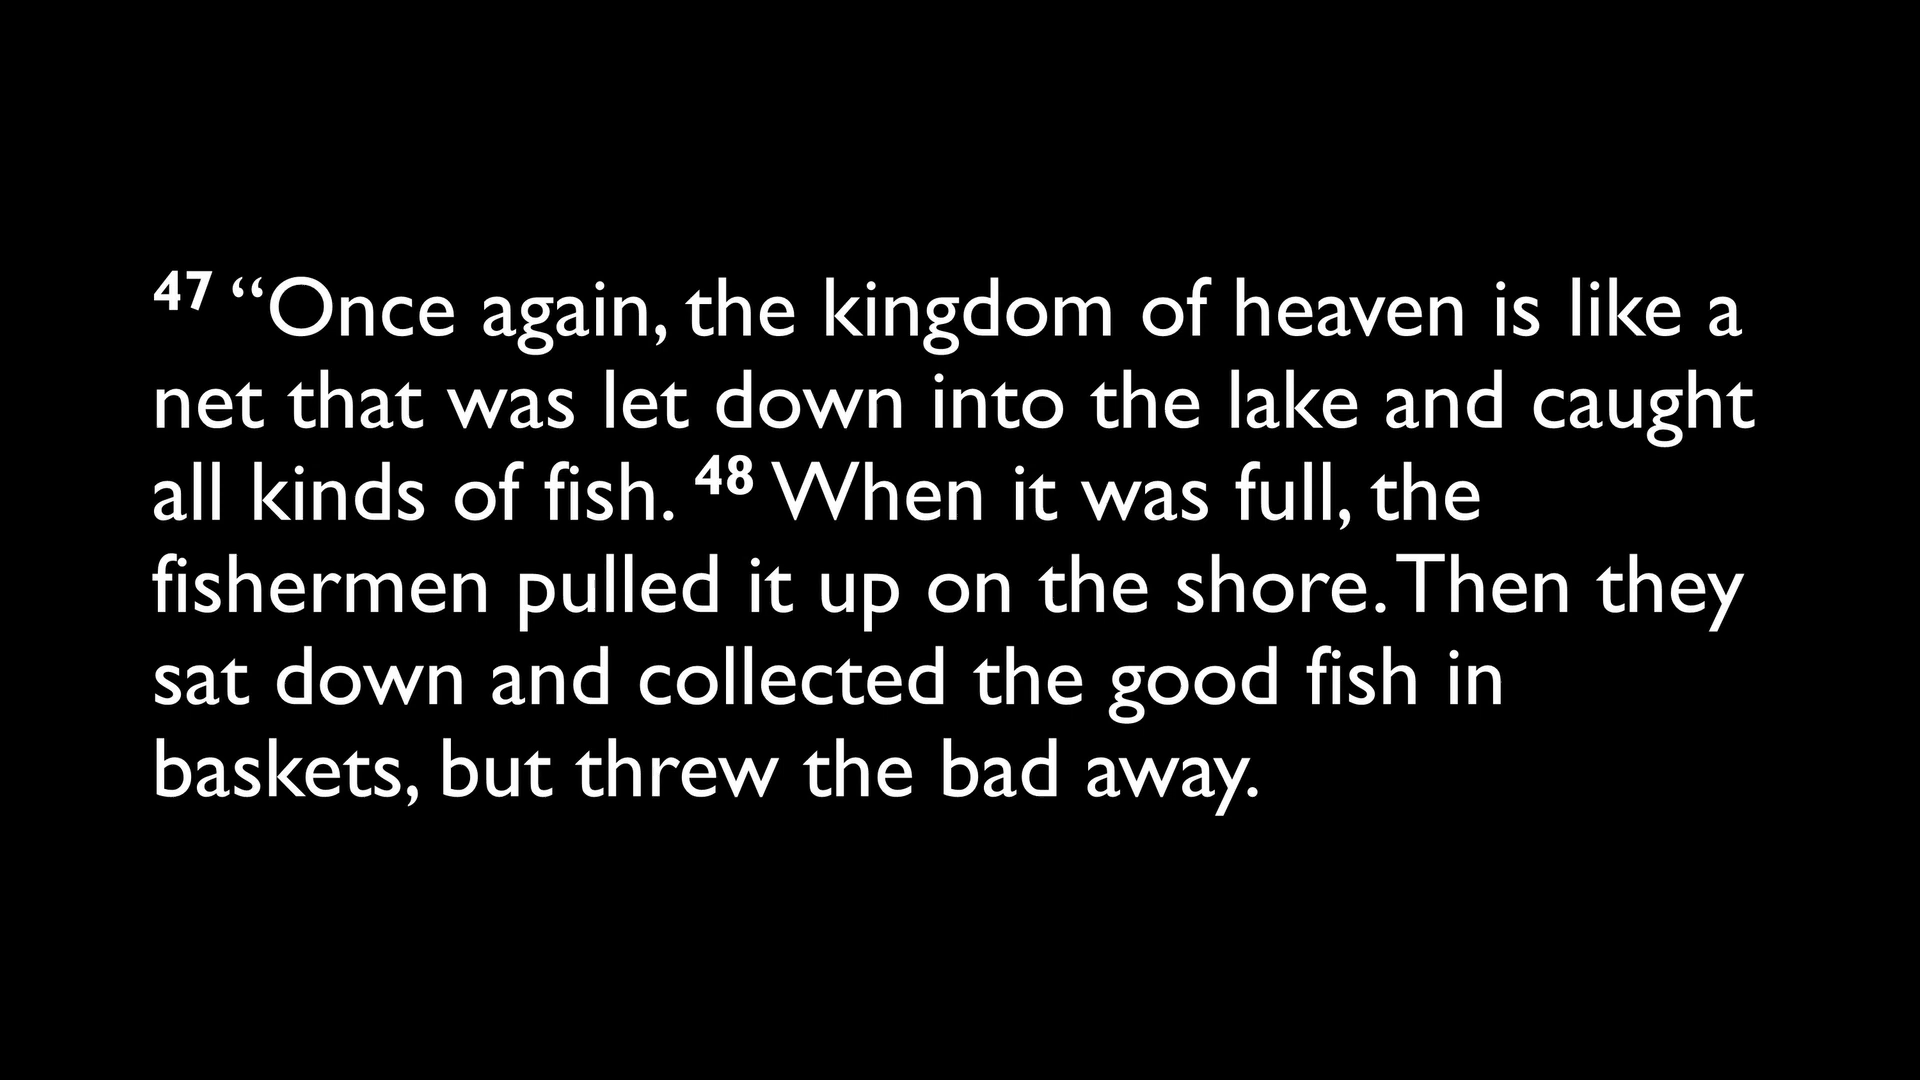 47 “Once again, the kingdom of heaven is like a
net that was let down into the lake and caught
all kinds of fish. 48 When it was full, the
fishermen pulled it up on the shore. Then they
sat down and collected the good fish in
baskets, but threw the bad away.